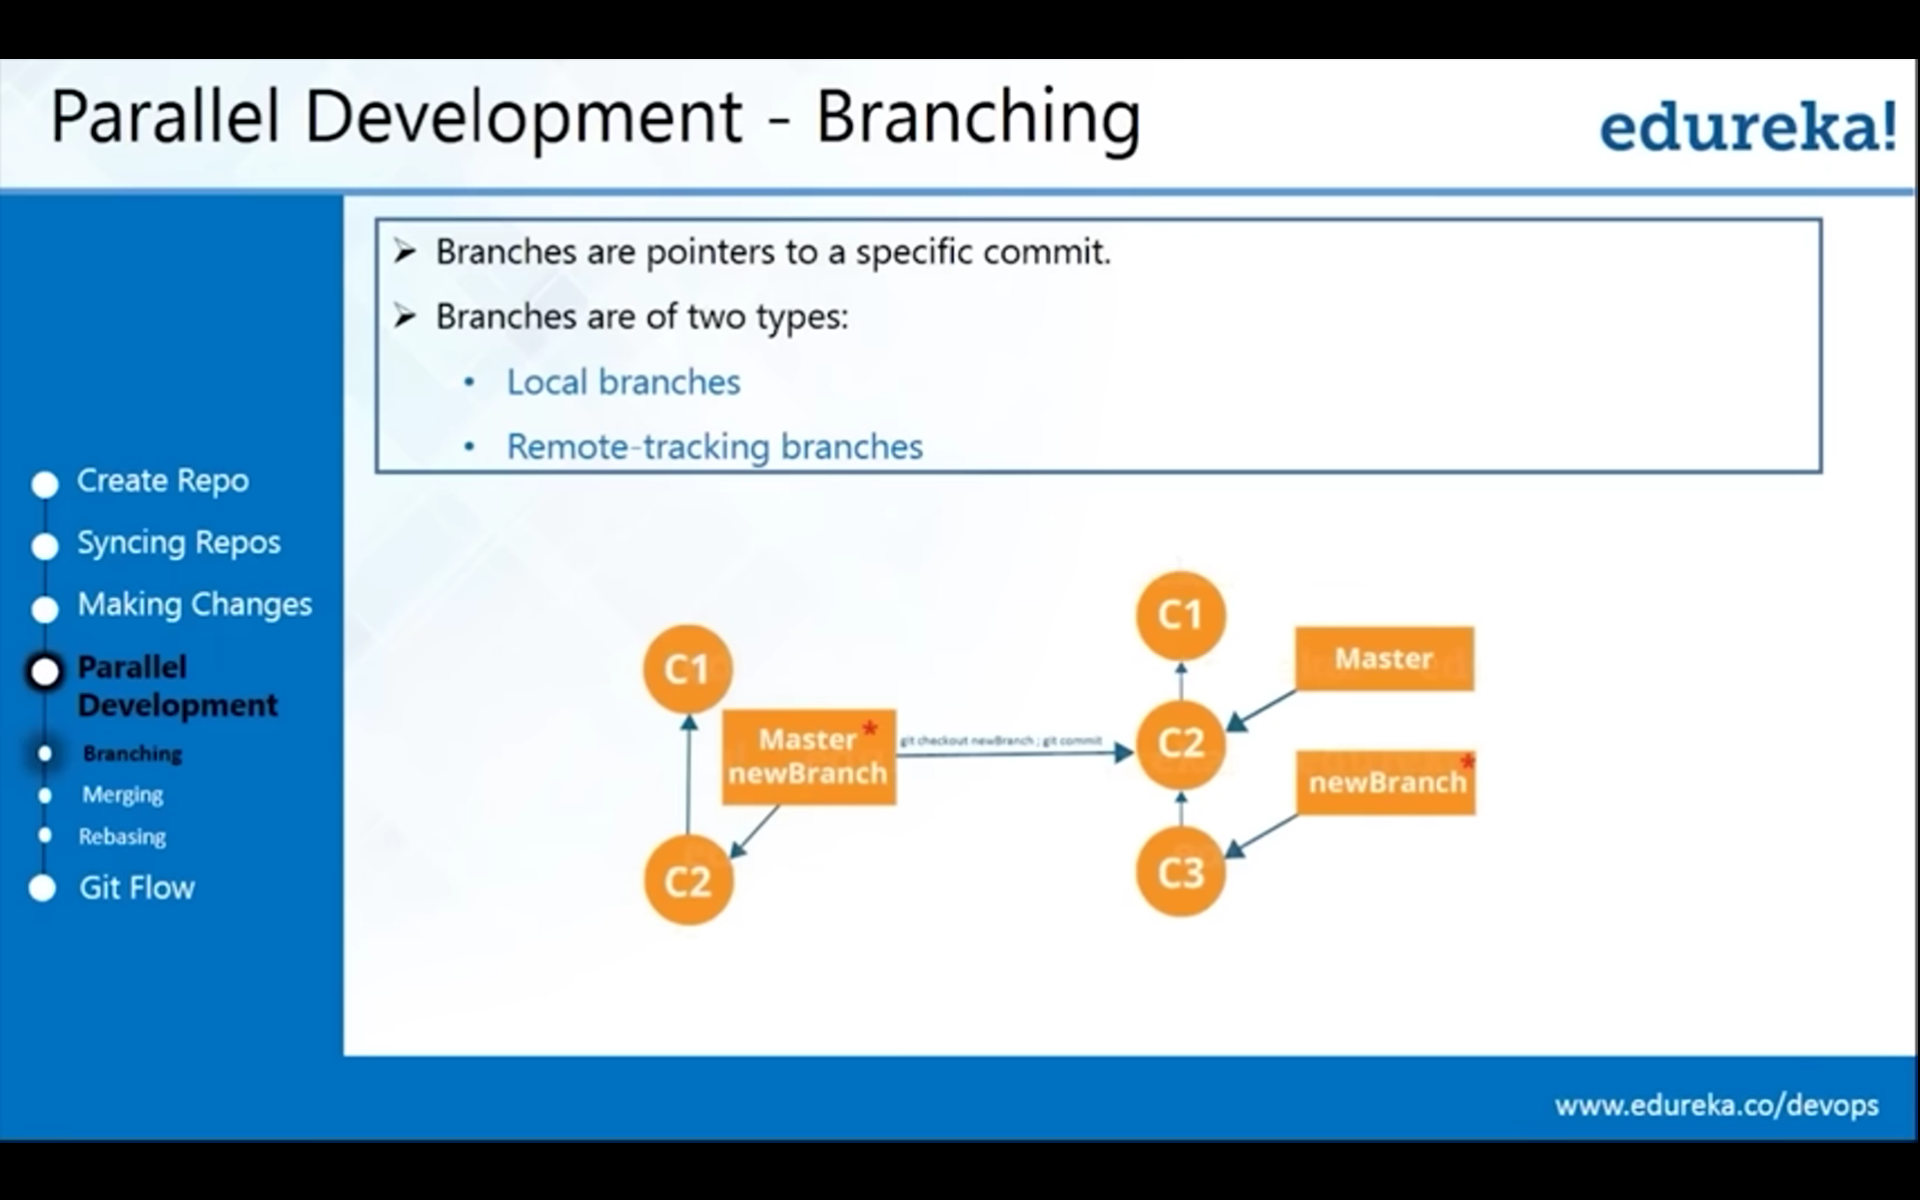 Parallel Development - Branching
edureka!
➤ Branches are pointers to a specific commit.
➤ Branches are of two types:
• Local branches
• Remote-tracking branches
Create Repo
Syncing Repos
Making Changes
Parallel
Development
Branching
Merging
Rebasing
Git Flow
C1
Master *
newBranch
C2
git checkout newBranch ; git commit
C1
Master
C2
newBranch *
C3
www.edureka.co/devops